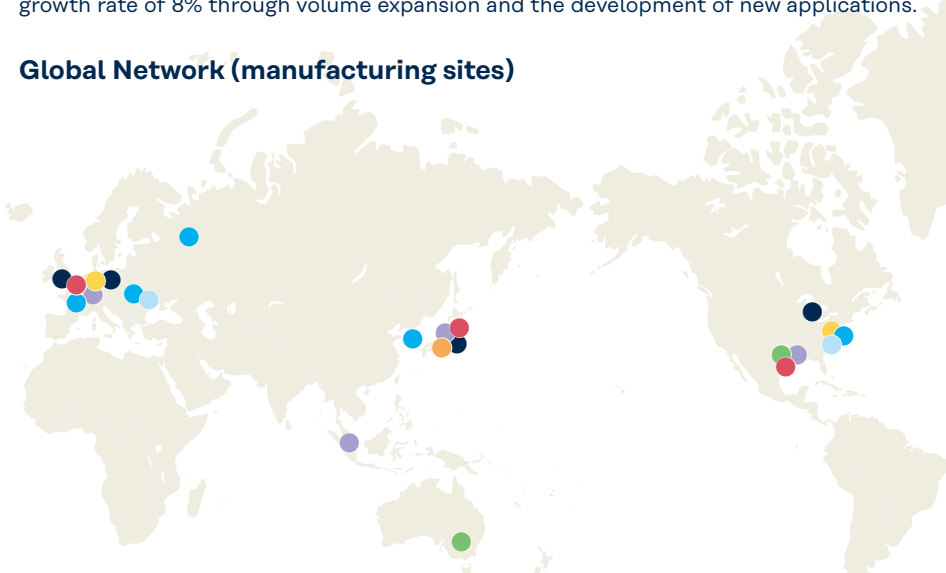 growth rate of 8% through volume expansion and the development of new applications.
Global Network (manufacturing sites)